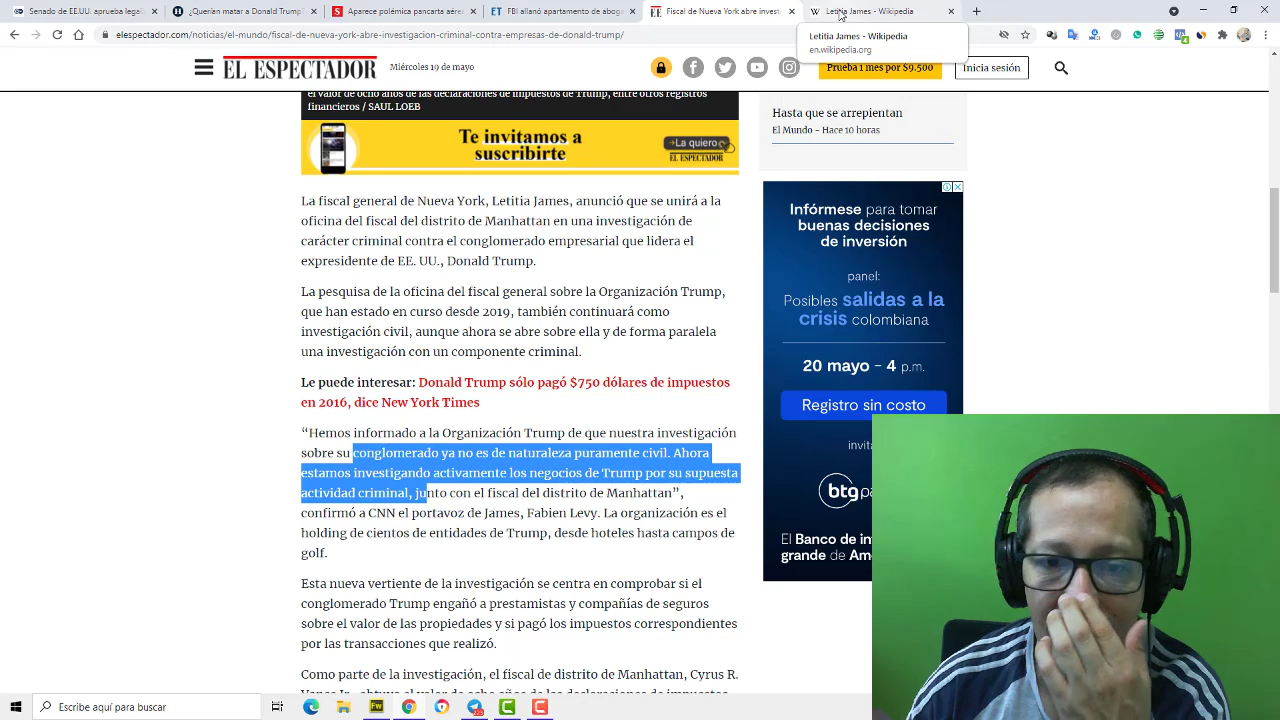 Senado de EE.UU. aprueba legal
¿Querían matar a Donald Trump
Aparece polémica pancarta aére
FBI allanó apartamento de aboga
Fiscal de Nueva York abre invest
Letitia James - Wikipedia
Letitia James - Wikipedia
en.wikipedia.org
elespectador.com/noticias/el-mundo/fiscal-de-nueva-york-abre-investigacion-criminal-contra-empresas-de-donald-trump/
EL ESPECTADOR
Miércoles 19 de mayo
Prueba 1 mes por $9.500
Inicia sesión
el valor de ocho años de las declaraciones de impuestos de Trump, entre otros registros
financieros / SAUL LOEB
Te invitamos a
suscribirte
La quiero
EL ESPECTADOR
La fiscal general de Nueva York, Letitia James, anunció que se unirá a la
oficina del fiscal del distrito de Manhattan en una investigación de
carácter criminal contra el conglomerado empresarial que lidera el
expresidente de EE. UU., Donald Trump.
La pesquisa de la oficina del fiscal general sobre la Organización Trump,
que han estado en curso desde 2019, también continuará como
investigación civil, aunque ahora se abre sobre ella y de forma paralela
una investigación con un componente criminal.
Le puede interesar: Donald Trump sólo pagó $750 dólares de impuestos
en 2016, dice New York Times
“Hemos informado a la Organización Trump de que nuestra investigación
sobre su conglomerado ya no es de naturaleza puramente civil. Ahora
estamos investigando activamente los negocios de Trump por su supuesta
actividad criminal, junto con el fiscal del distrito de Manhattan”,
confirmó a CNN el portavoz de James, Fabien Levy. La organización es el
holding de cientos de entidades de Trump, desde hoteles hasta campos de
golf.
Esta nueva vertiente de la investigación se centra en comprobar si el
conglomerado Trump engañó a prestamistas y compañías de seguros
sobre el valor de las propiedades y si pagó los impuestos correspondientes
por las transacciones que realizó.
Como parte de la investigación, el fiscal de distrito de Manhattan, Cyrus R.
Hasta que se arrepientan
El Mundo - Hace 10 horas
Infórmese para tomar
buenas decisiones
de inversión
panel:
Posibles salidas a la
crisis colombiana
20 mayo - 4 p.m.
Registro sin costo
invita
btg
El Banco de in
grande de Am
Escribe aquí para buscar